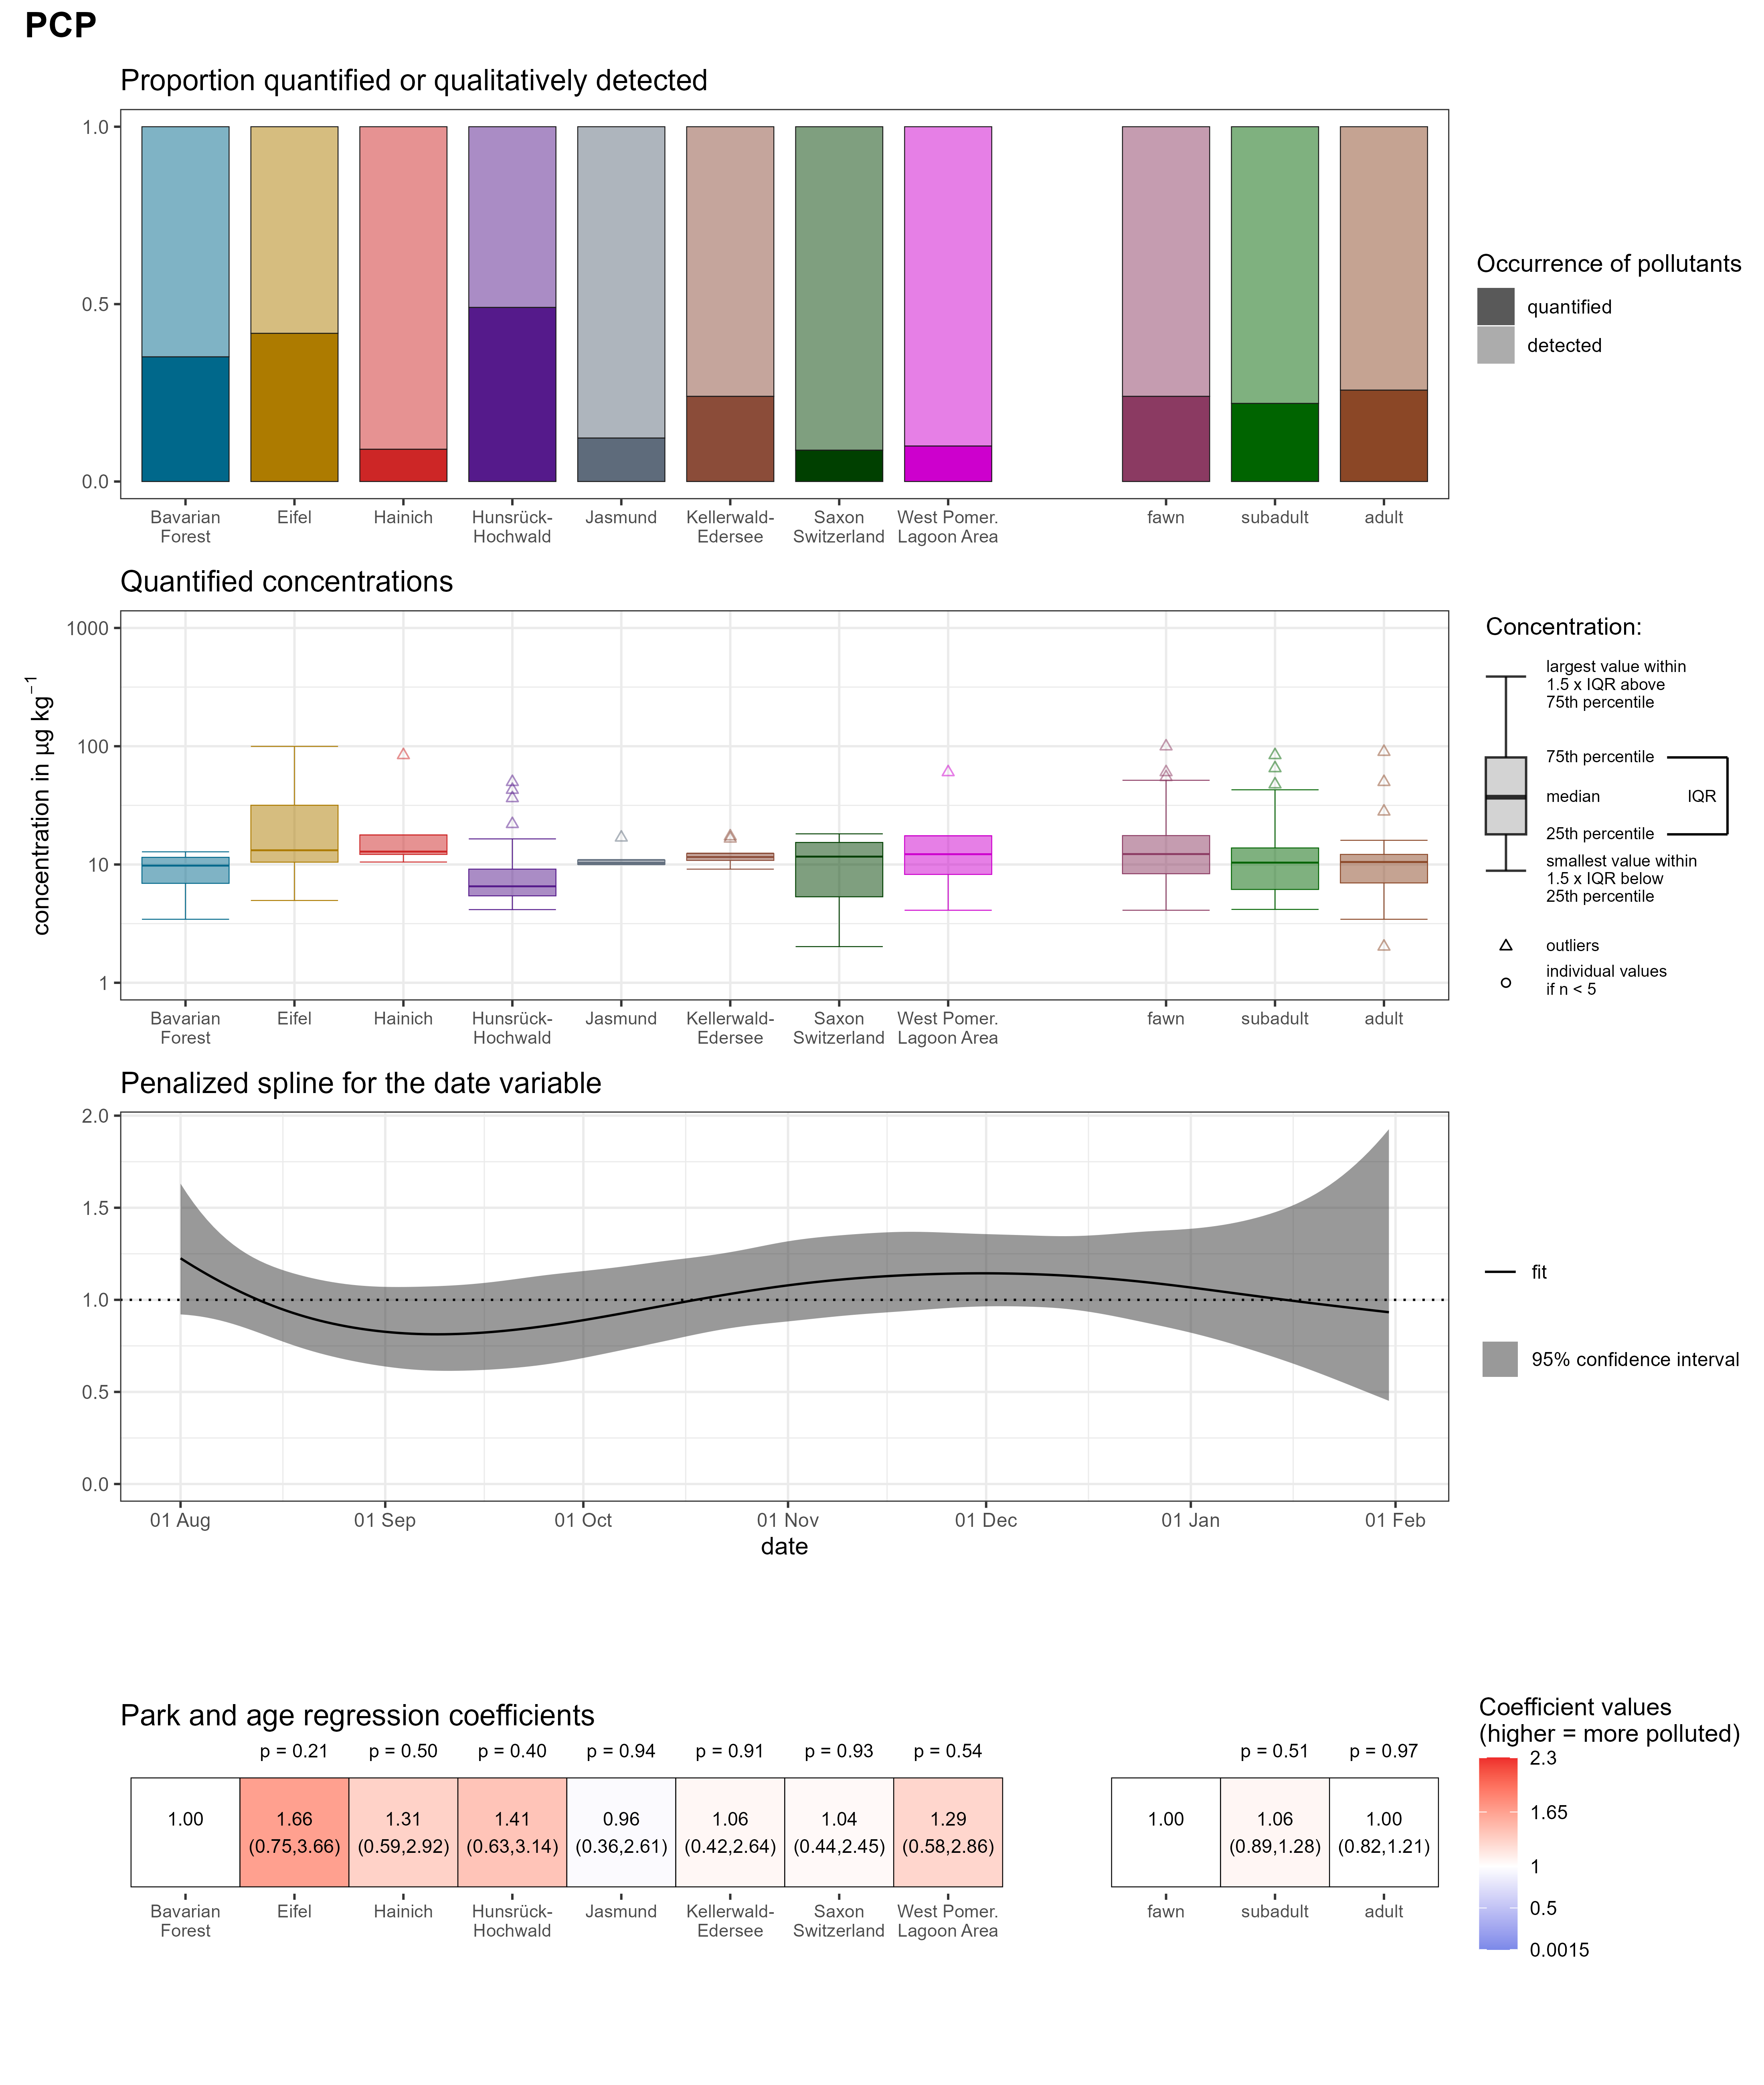 PCP
Proportion quantified or qualitatively detected
1.0
0.5
0.0
Bavarian Forest
Eifel
Hainich
Hunsrück-Hochwald
Jasmund
Kellerwald-Edersee
Saxon Switzerland
West Pomer. Lagoon Area
fawn
subadult
adult
Occurrence of pollutants
quantified
detected
Quantified concentrations
concentration in µg kg⁻¹
1000
100
10
1
Bavarian Forest
Eifel
Hainich
Hunsrück-Hochwald
Jasmund
Kellerwald-Edersee
Saxon Switzerland
West Pomer. Lagoon Area
fawn
subadult
adult
Concentration:
largest value within
1.5 x IQR above
75th percentile
75th percentile
median
IQR
25th percentile
smallest value within
1.5 x IQR below
25th percentile
outliers
individual values
if n < 5
Penalized spline for the date variable
2.0
1.5
1.0
0.5
0.0
01 Aug
01 Sep
01 Oct
01 Nov
01 Dec
01 Jan
01 Feb
date
fit
95% confidence interval
Park and age regression coefficients
p = 0.21
p = 0.50
p = 0.40
p = 0.94
p = 0.91
p = 0.93
p = 0.54
p = 0.51
p = 0.97
1.00
1.66
1.31
1.41
0.96
1.06
1.04
1.29
1.00
1.06
1.00
(0.75,3.66)
(0.59,2.92)
(0.63,3.14)
(0.36,2.61)
(0.42,2.64)
(0.44,2.45)
(0.58,2.86)
(0.89,1.28)
(0.82,1.21)
Bavarian Forest
Eifel
Hainich
Hunsrück-Hochwald
Jasmund
Kellerwald-Edersee
Saxon Switzerland
West Pomer. Lagoon Area
fawn
subadult
adult
Coefficient values
(higher = more polluted)
2.3
1.65
1
0.5
0.0015